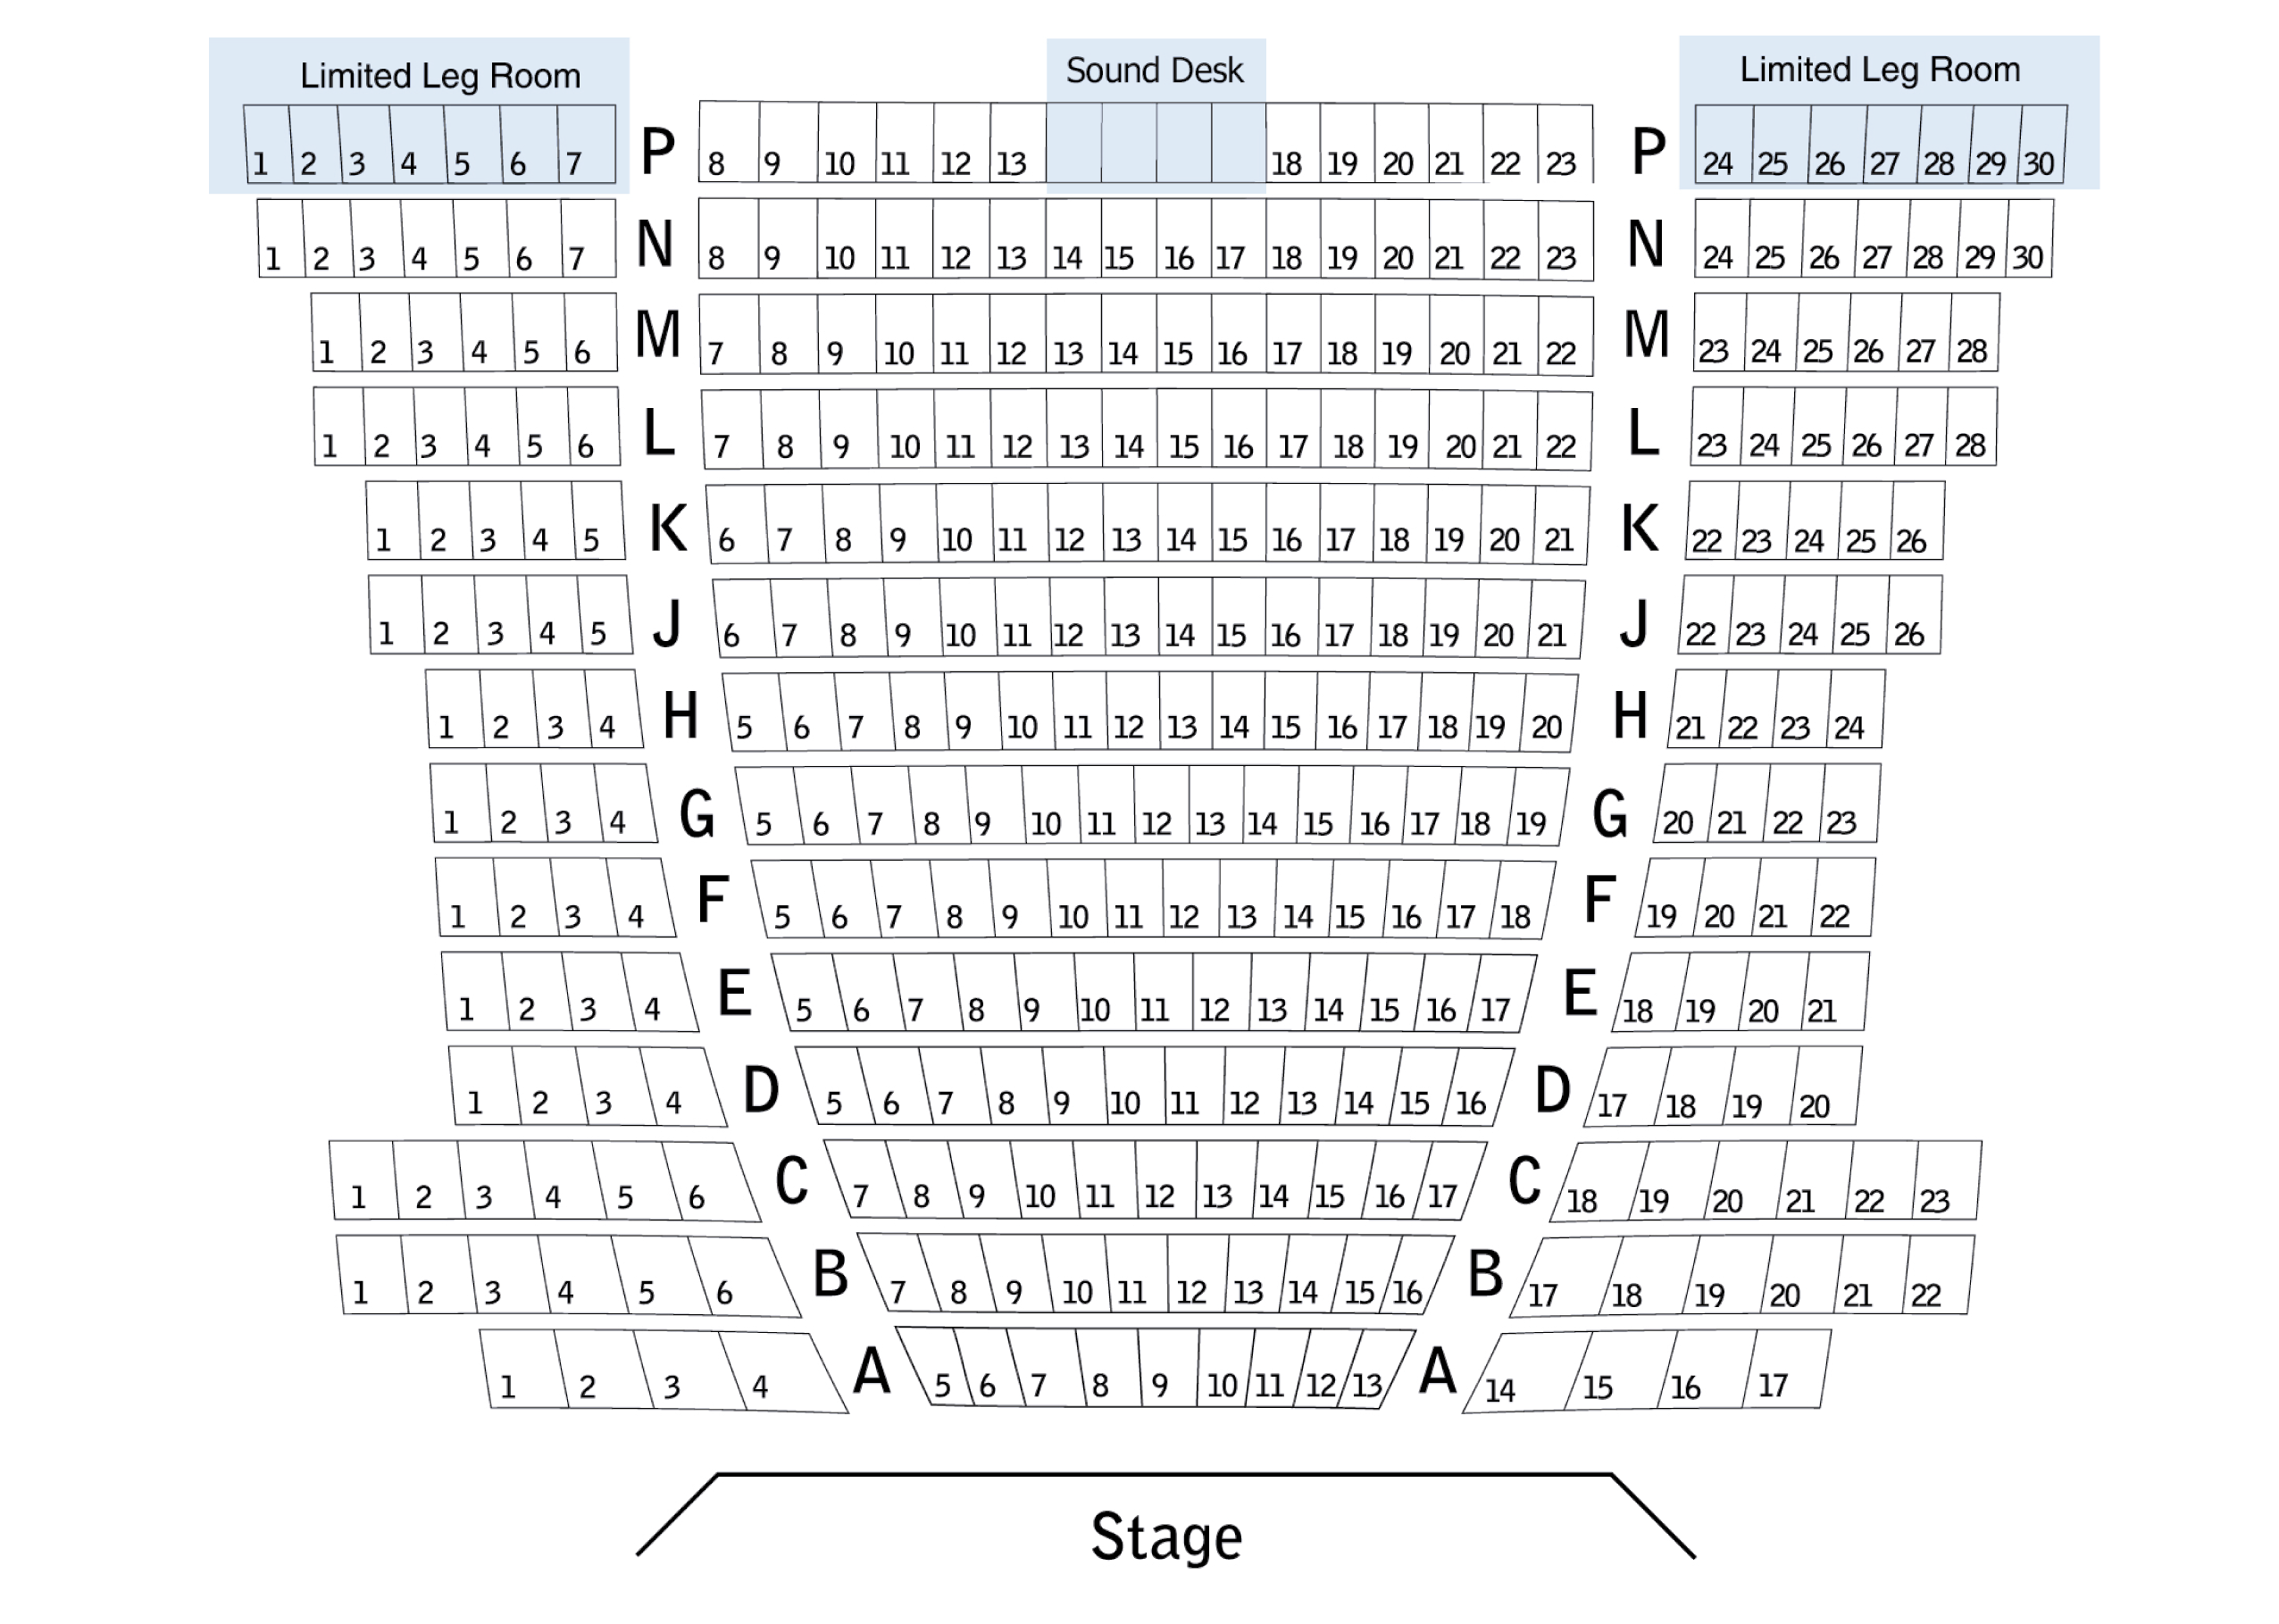 Limited Leg Room Sound Desk Limited Leg Room
1 2 3 4 5 6 7 P 8 9 10 11 12 13 18 19 20 21 22 23 P 24 25 26 27 28 29 30
1 2 3 4 5 6 7 N 8 9 10 11 12 13 14 15 16 17 18 19 20 21 22 23 N 24 25 26 27 28 29 30
1 2 3 4 5 6 M 7 8 9 10 11 12 13 14 15 16 17 18 19 20 21 22 M 23 24 25 26 27 28
1 2 3 4 5 6 L 7 8 9 10 11 12 13 14 15 16 17 18 19 20 21 22 L 23 24 25 26 27 28
1 2 3 4 5 K 6 7 8 9 10 11 12 13 14 15 16 17 18 19 20 21 K 22 23 24 25 26
1 2 3 4 5 J 6 7 8 9 10 11 12 13 14 15 16 17 18 19 20 21 J 22 23 24 25 26
1 2 3 4 H 5 6 7 8 9 10 11 12 13 14 15 16 17 18 19 20 H 21 22 23 24
1 2 3 4 G 5 6 7 8 9 10 11 12 13 14 15 16 17 18 19 G 20 21 22 23
1 2 3 4 F 5 6 7 8 9 10 11 12 13 14 15 16 17 18 F 19 20 21 22
1 2 3 4 E 5 6 7 8 9 10 11 12 13 14 15 16 17 E 18 19 20 21
1 2 3 4 D 5 6 7 8 9 10 11 12 13 14 15 16 D 17 18 19 20
1 2 3 4 5 6 C 7 8 9 10 11 12 13 14 15 16 17 C 18 19 20 21 22 23
1 2 3 4 5 6 B 7 8 9 10 11 12 13 14 15 16 B 17 18 19 20 21 22
1 2 3 4 A 5 6 7 8 9 10 11 12 13 A 14 15 16 17
Stage